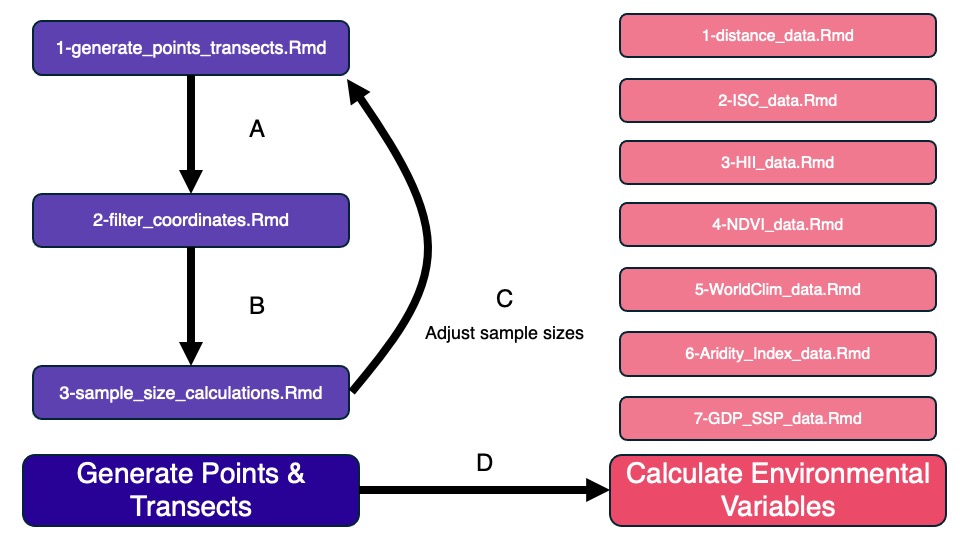 1-generate_points_transects.Rmd
A
2-filter_coordinates.Rmd
B
3-sample_size_calculations.Rmd
C
Adjust sample sizes
Generate Points &
Transects
D
1-distance_data.Rmd
2-ISC_data.Rmd
3-HII_data.Rmd
4-NDVI_data.Rmd
5-WorldClim_data.Rmd
6-Aridity_Index_data.Rmd
7-GDP_SSP_data.Rmd
Calculate Environmental
Variables